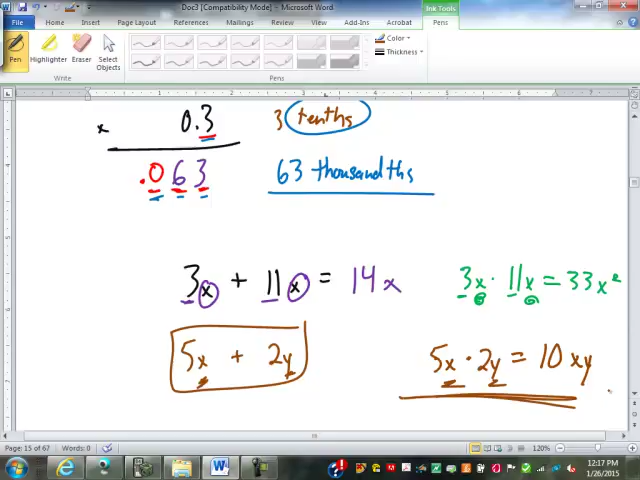 Doc3 [Compatibility Mode] - Microsoft Word
Ink Tools
File Home Insert Page Layout References Mailings Review View Add-Ins Acrobat Pens
Pen Highlighter Eraser Select Objects
Color
Thickness
Write
Pens
x 0.3 3 tenths
.063 63 thousandths
3x + 11x = 14x 3x · 11x = 33x²
5x + 2y 5x · 2y = 10xy
Page: 15 of 67 Words: 0 120%
12:17 PM
1/26/2015